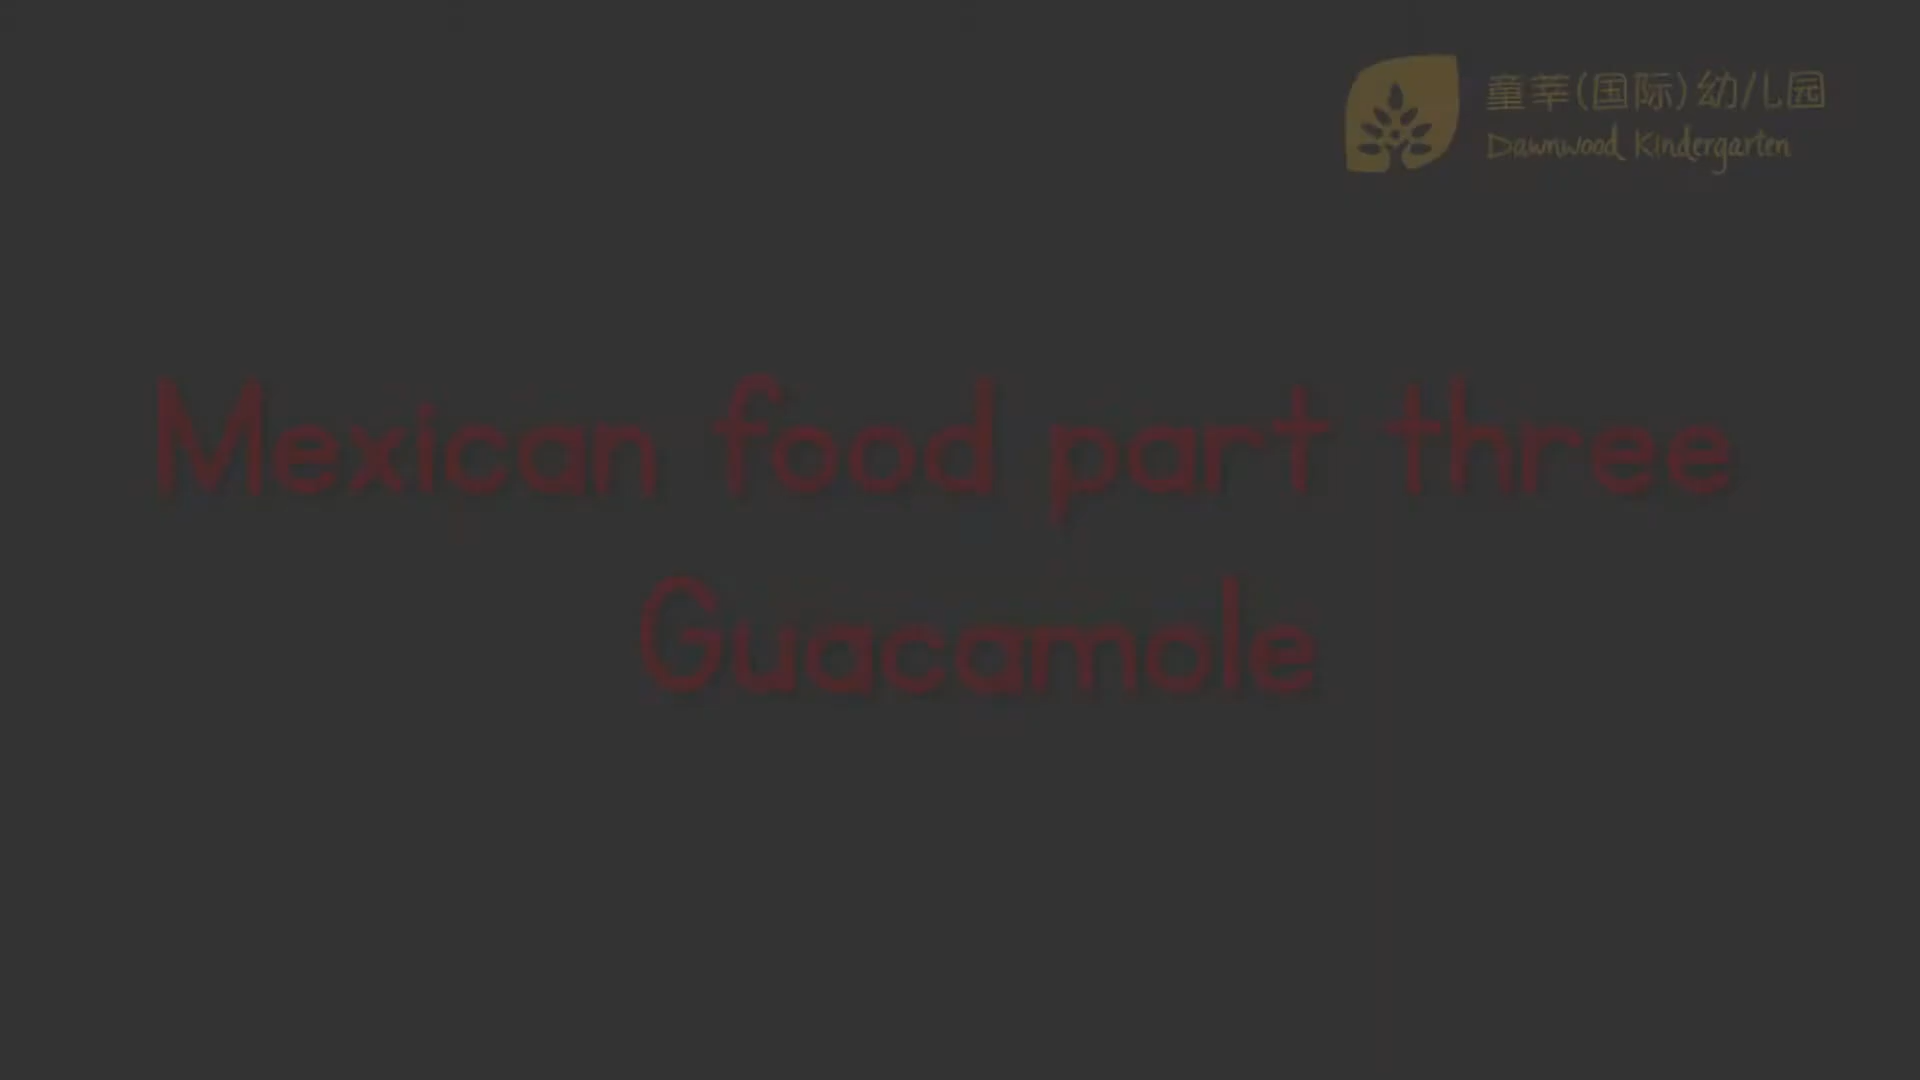 童莘(国际)幼儿园
Dawnwood Kindergarten
Mexican food part three
Guacamole